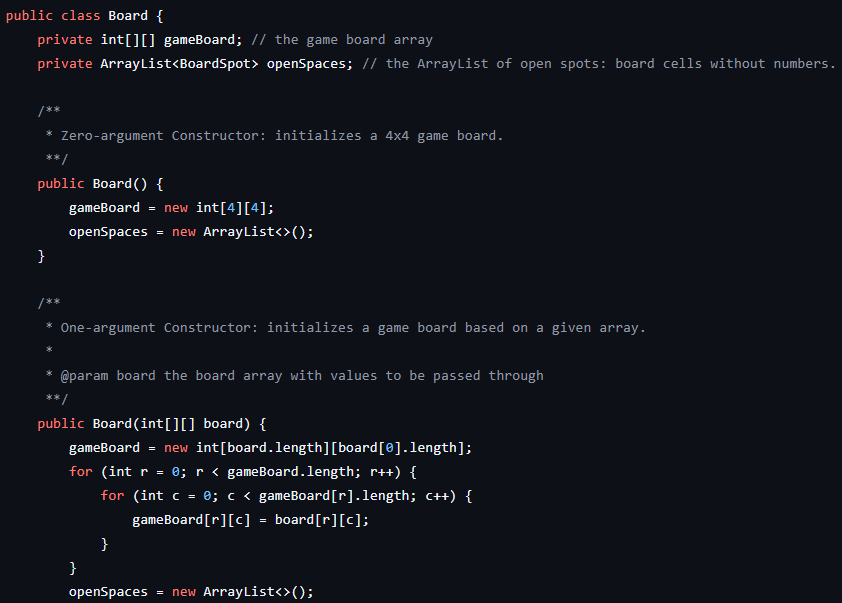 public class Board {
    private int[][] gameBoard; // the game board array
    private ArrayList<BoardSpot> openSpaces; // the ArrayList of open spots: board cells without numbers.

    /**
     * Zero-argument Constructor: initializes a 4x4 game board.
     **/
    public Board() {
        gameBoard = new int[4][4];
        openSpaces = new ArrayList<>();
    }

    /**
     * One-argument Constructor: initializes a game board based on a given array.
     *
     * @param board the board array with values to be passed through
     **/
    public Board(int[][] board) {
        gameBoard = new int[board.length][board[0].length];
        for (int r = 0; r < gameBoard.length; r++) {
            for (int c = 0; c < gameBoard[r].length; c++) {
                gameBoard[r][c] = board[r][c];
            }
        }
        openSpaces = new ArrayList<>();